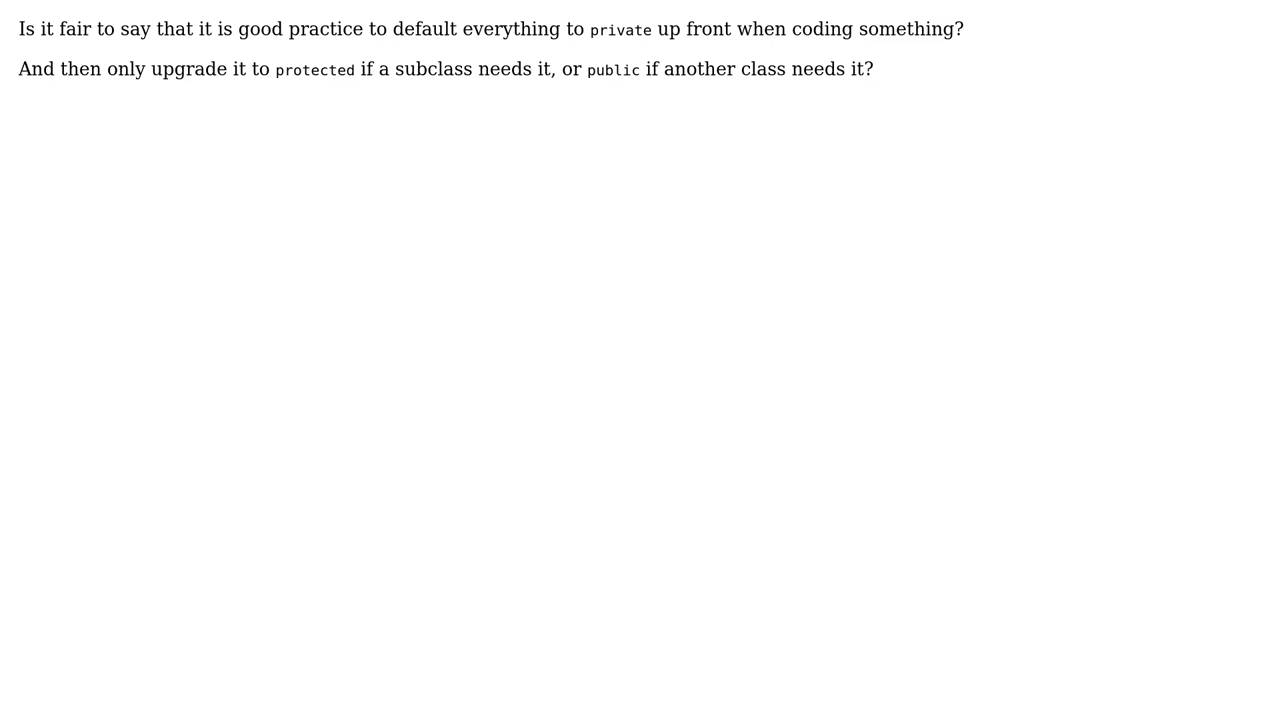 Is it fair to say that it is good practice to default everything to private up front when coding something?
And then only upgrade it to protected if a subclass needs it, or public if another class needs it?